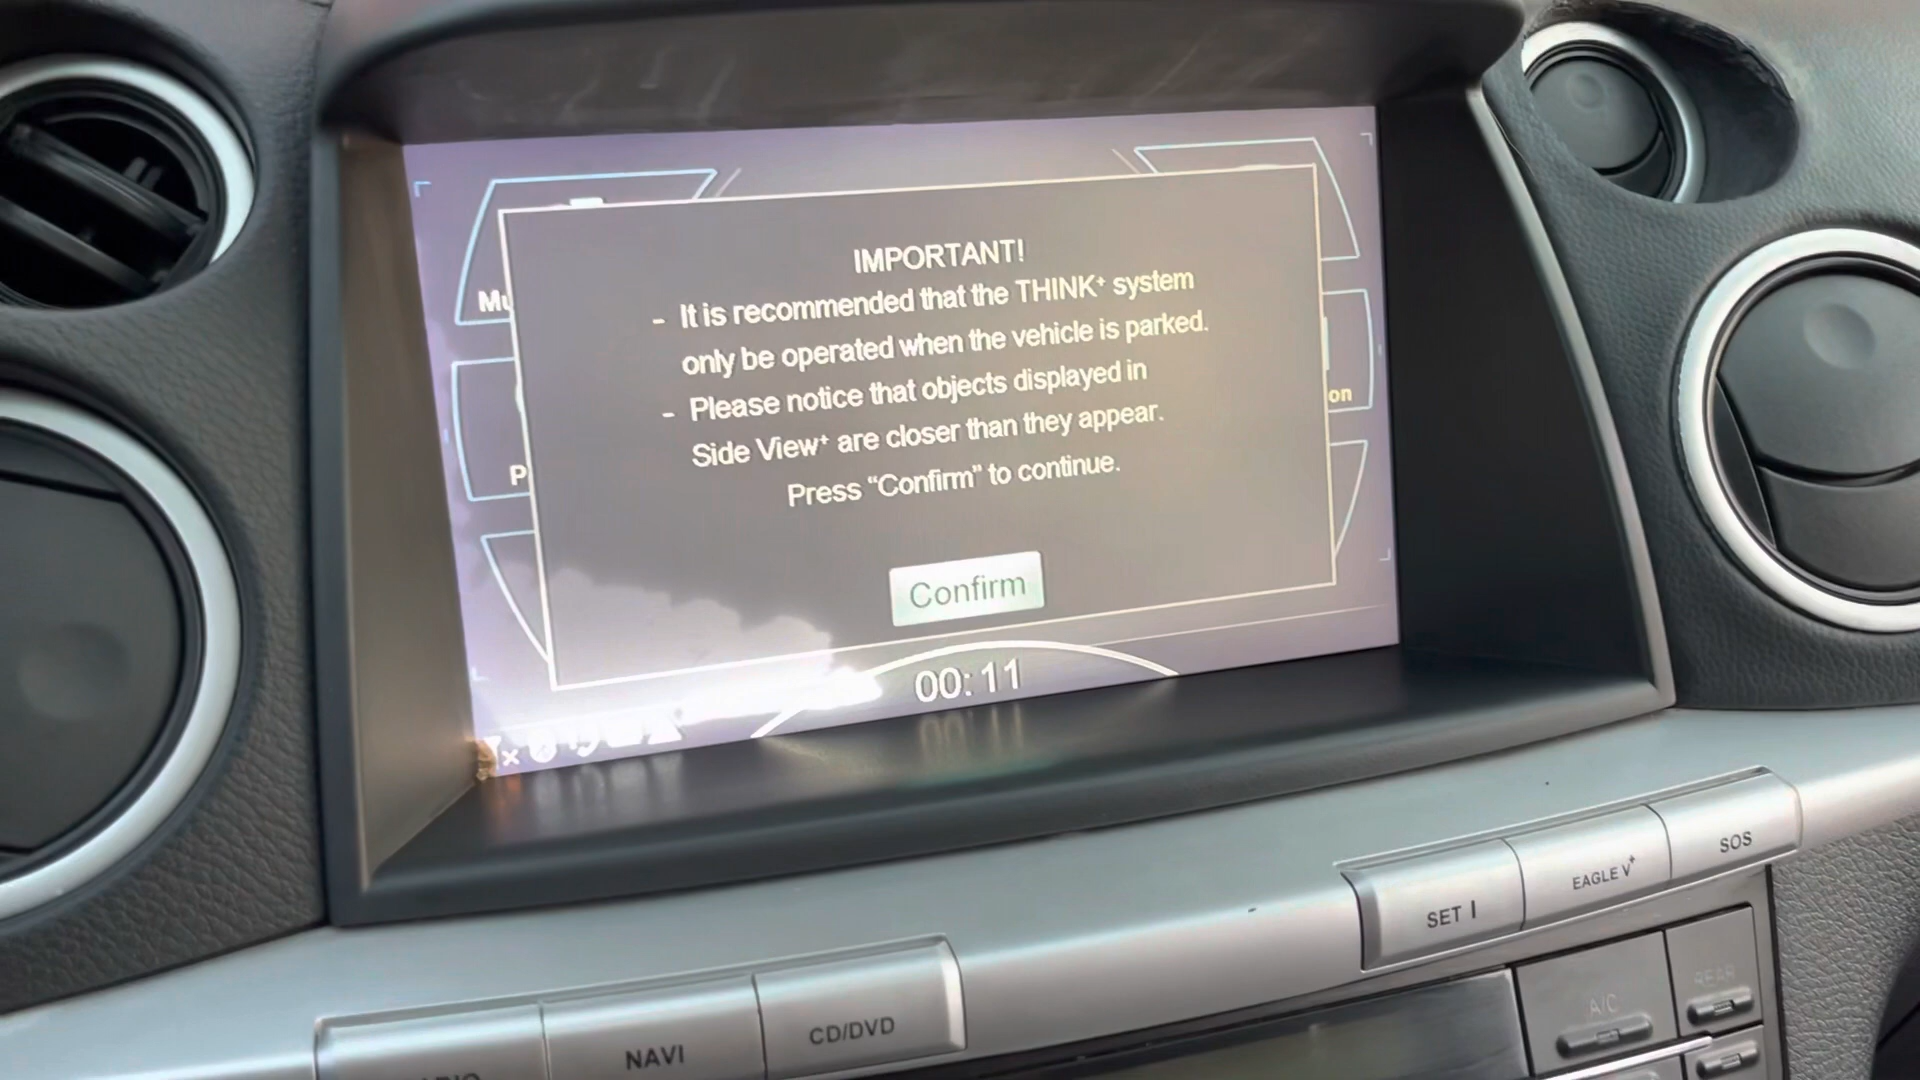 IMPORTANT!
- It is recommended that the THINK+ system
only be operated when the vehicle is parked.
- Please notice that objects displayed in
Side View+ are closer than they appear.
Press “Confirm” to continue.
Confirm
00:11
SET I
EAGLE V+
SOS
NAVI
CD/DVD
A/C
REAR